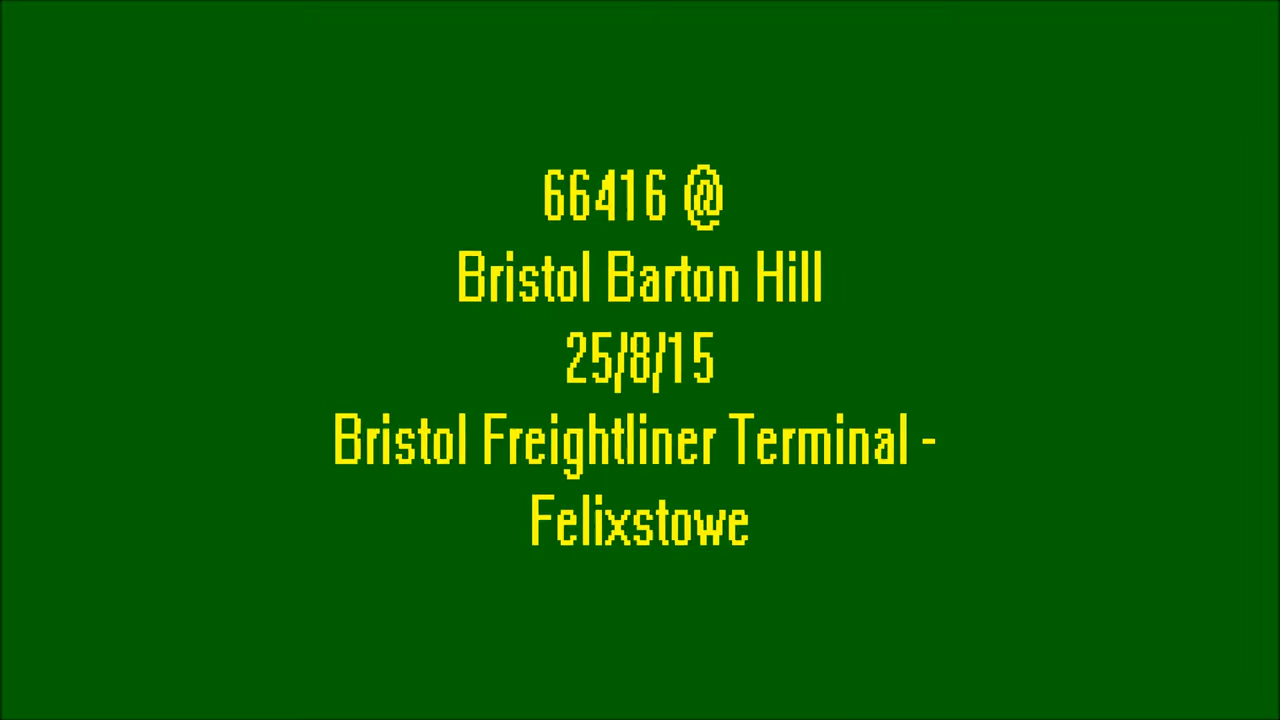 66416 @
Bristol Barton Hill
25/8/15
Bristol Freightliner Terminal -
Felixstowe